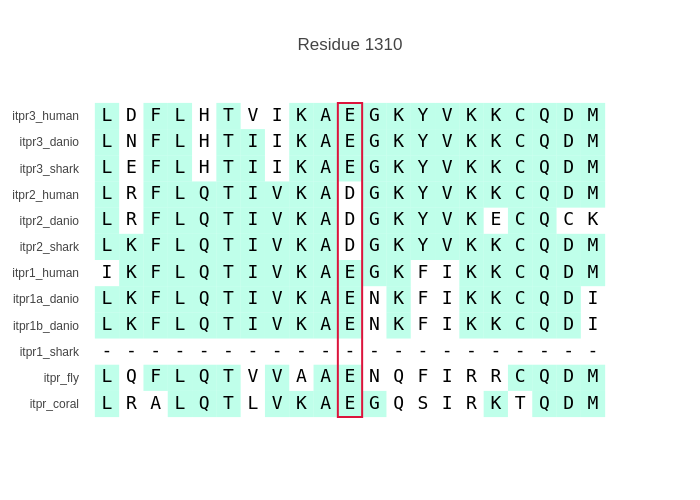 Residue 1310
itpr3_human L D F L H T V I K A E G K Y V K K C Q D M
itpr3_danio L N F L H T I I K A E G K Y V K K C Q D M
itpr3_shark L E F L H T I I K A E G K Y V K K C Q D M
itpr2_human L R F L Q T I V K A D G K Y V K K C Q D M
itpr2_danio L R F L Q T I V K A D G K Y V K E C Q C K
itpr2_shark L K F L Q T I V K A D G K Y V K K C Q D M
itpr1_human I K F L Q T I V K A E G K F I K K C Q D M
itpr1a_danio L K F L Q T I V K A E N K F I K K C Q D I
itpr1b_danio L K F L Q T I V K A E N K F I K K C Q D I
itpr1_shark - - - - - - - - - - - - - - - - - - - - -
itpr_fly L Q F L Q T V V A A E N Q F I R R C Q D M
itpr_coral L R A L Q T L V K A E G Q S I R K T Q D M